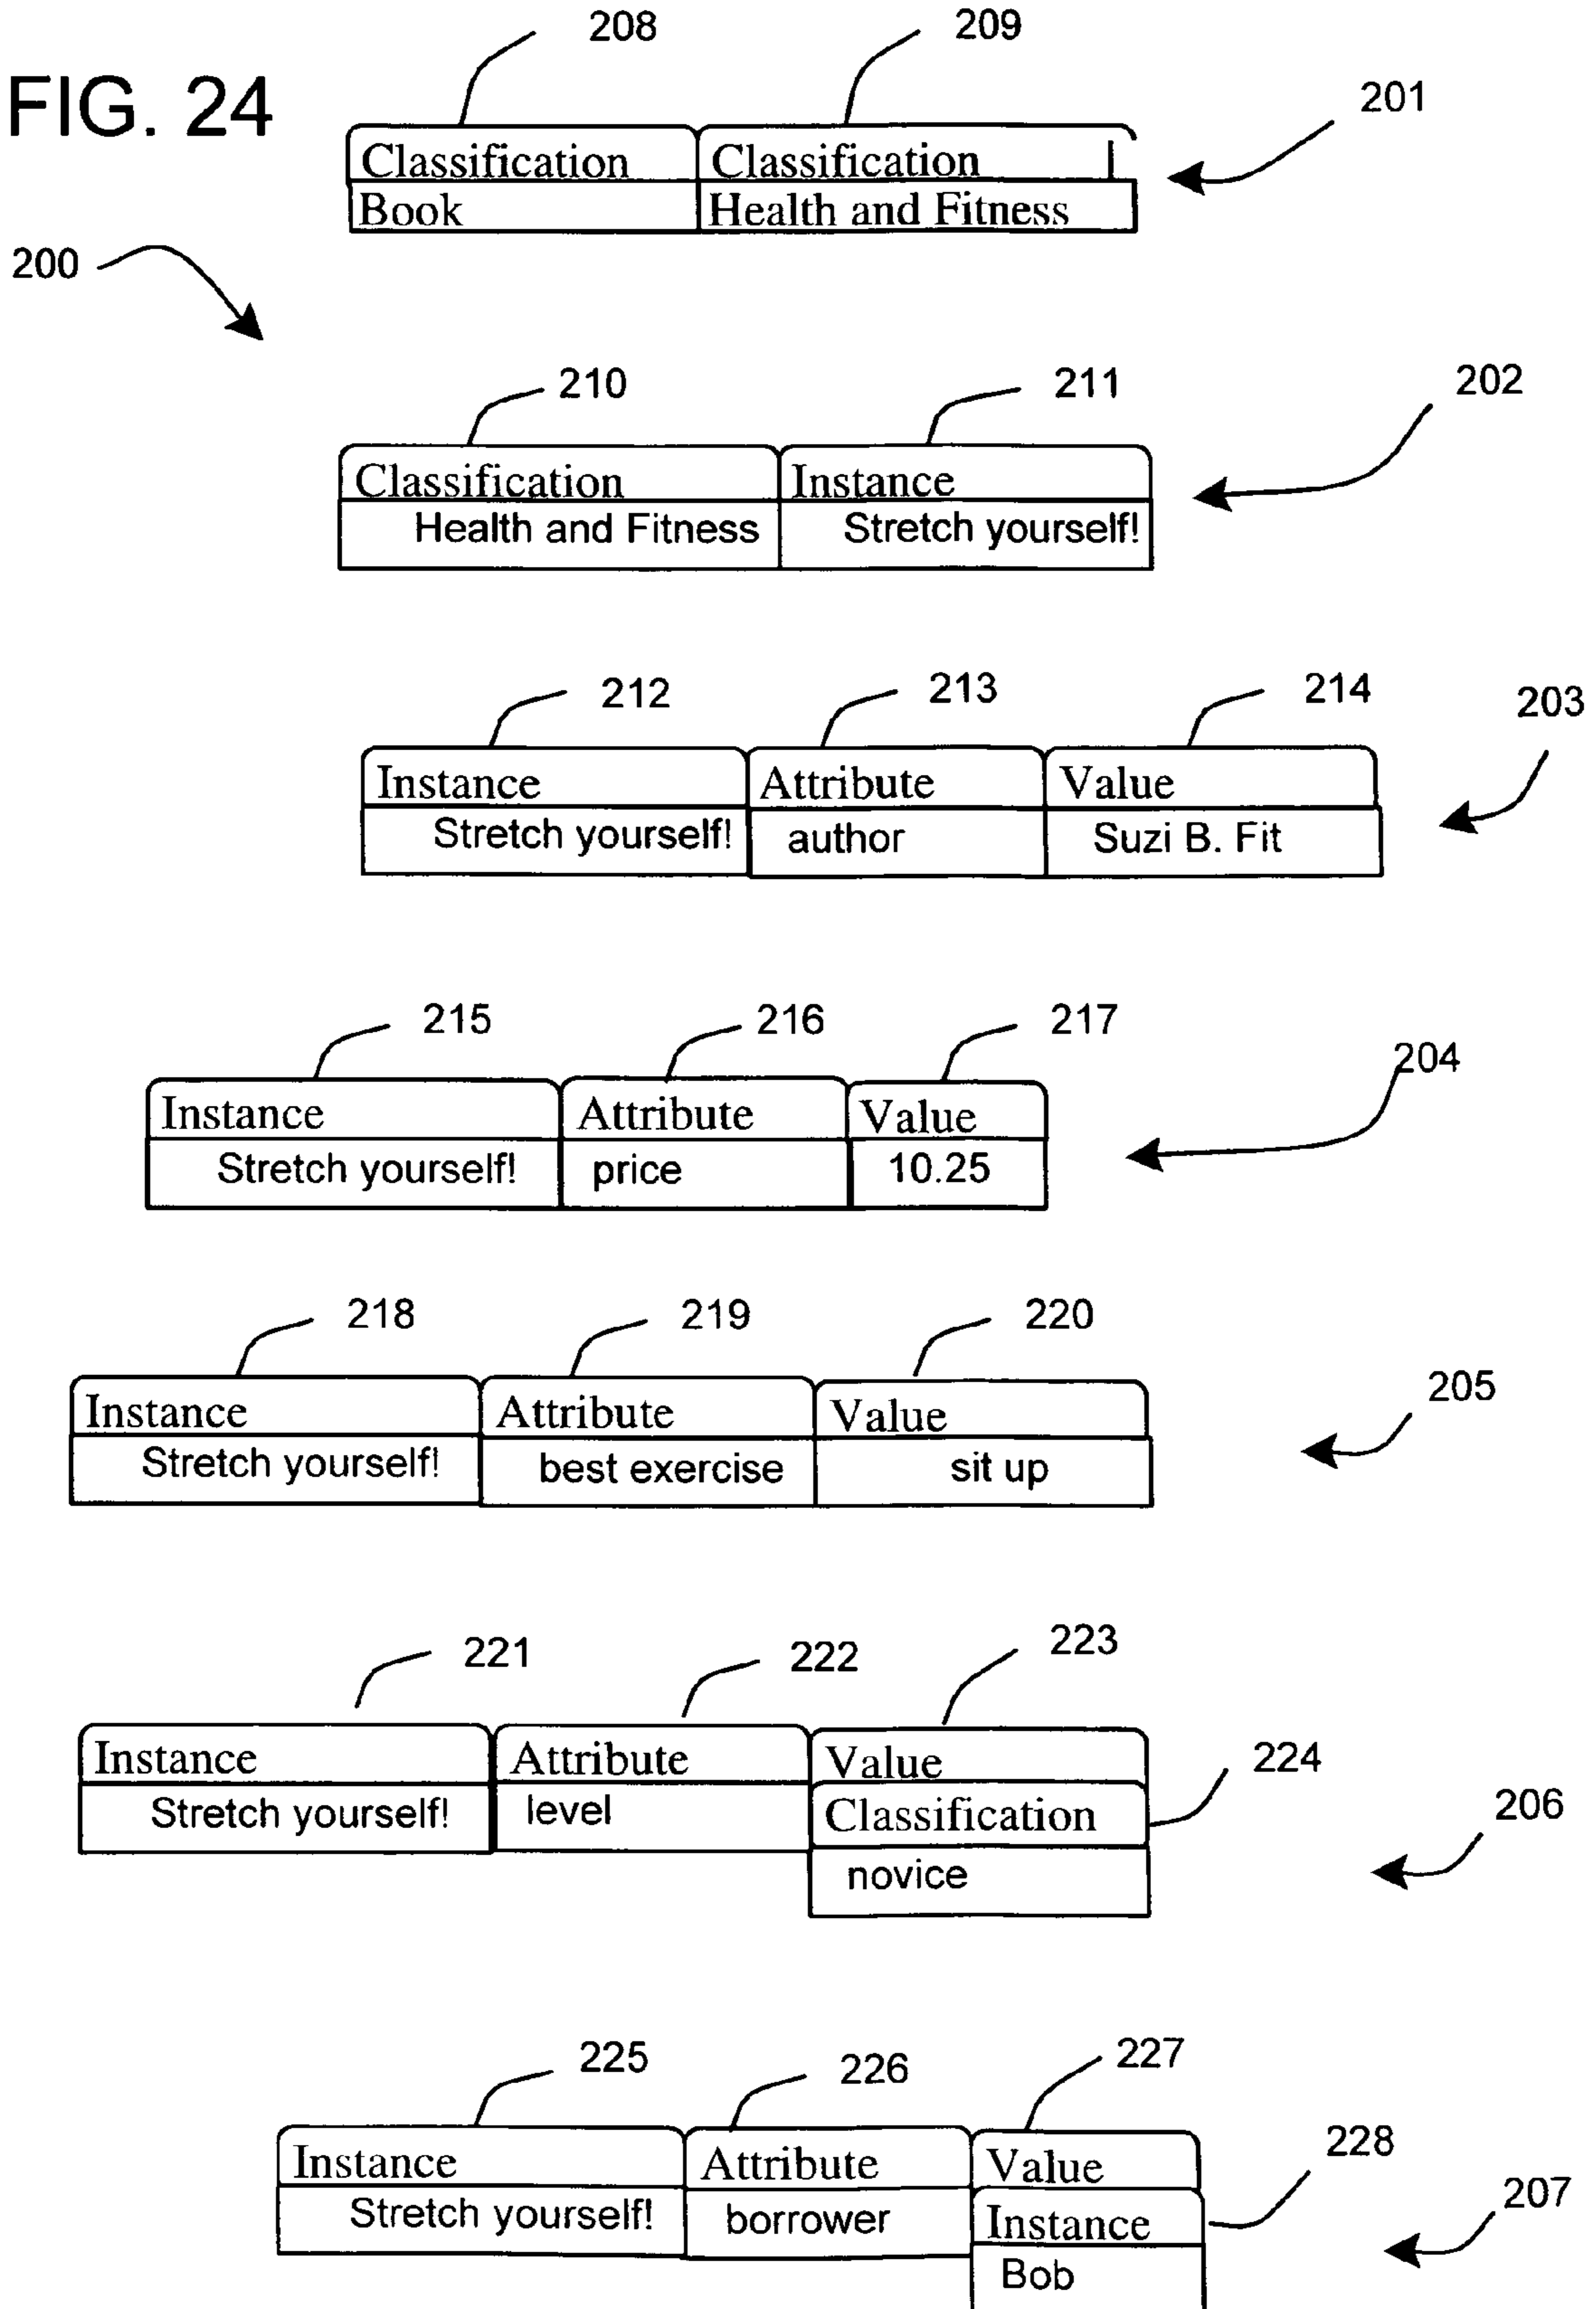 208 209
FIG. 24
201
Classification Classification
Book Health and Fitness
200
210 211 202
Classification Instance
Health and Fitness Stretch yourself!
212 213 214 203
Instance Attribute Value
Stretch yourself! author Suzi B. Fit
215 216 217
204
Instance Attribute Value
Stretch yourself! price 10.25
218 219 220
205
Instance Attribute Value
Stretch yourself! best exercise sit up
221 222 223
Instance Attribute Value
224
Stretch yourself! level Classification
206
novice
225 226 227
228
Instance Attribute Value
207
Stretch yourself! borrower Instance
Bob